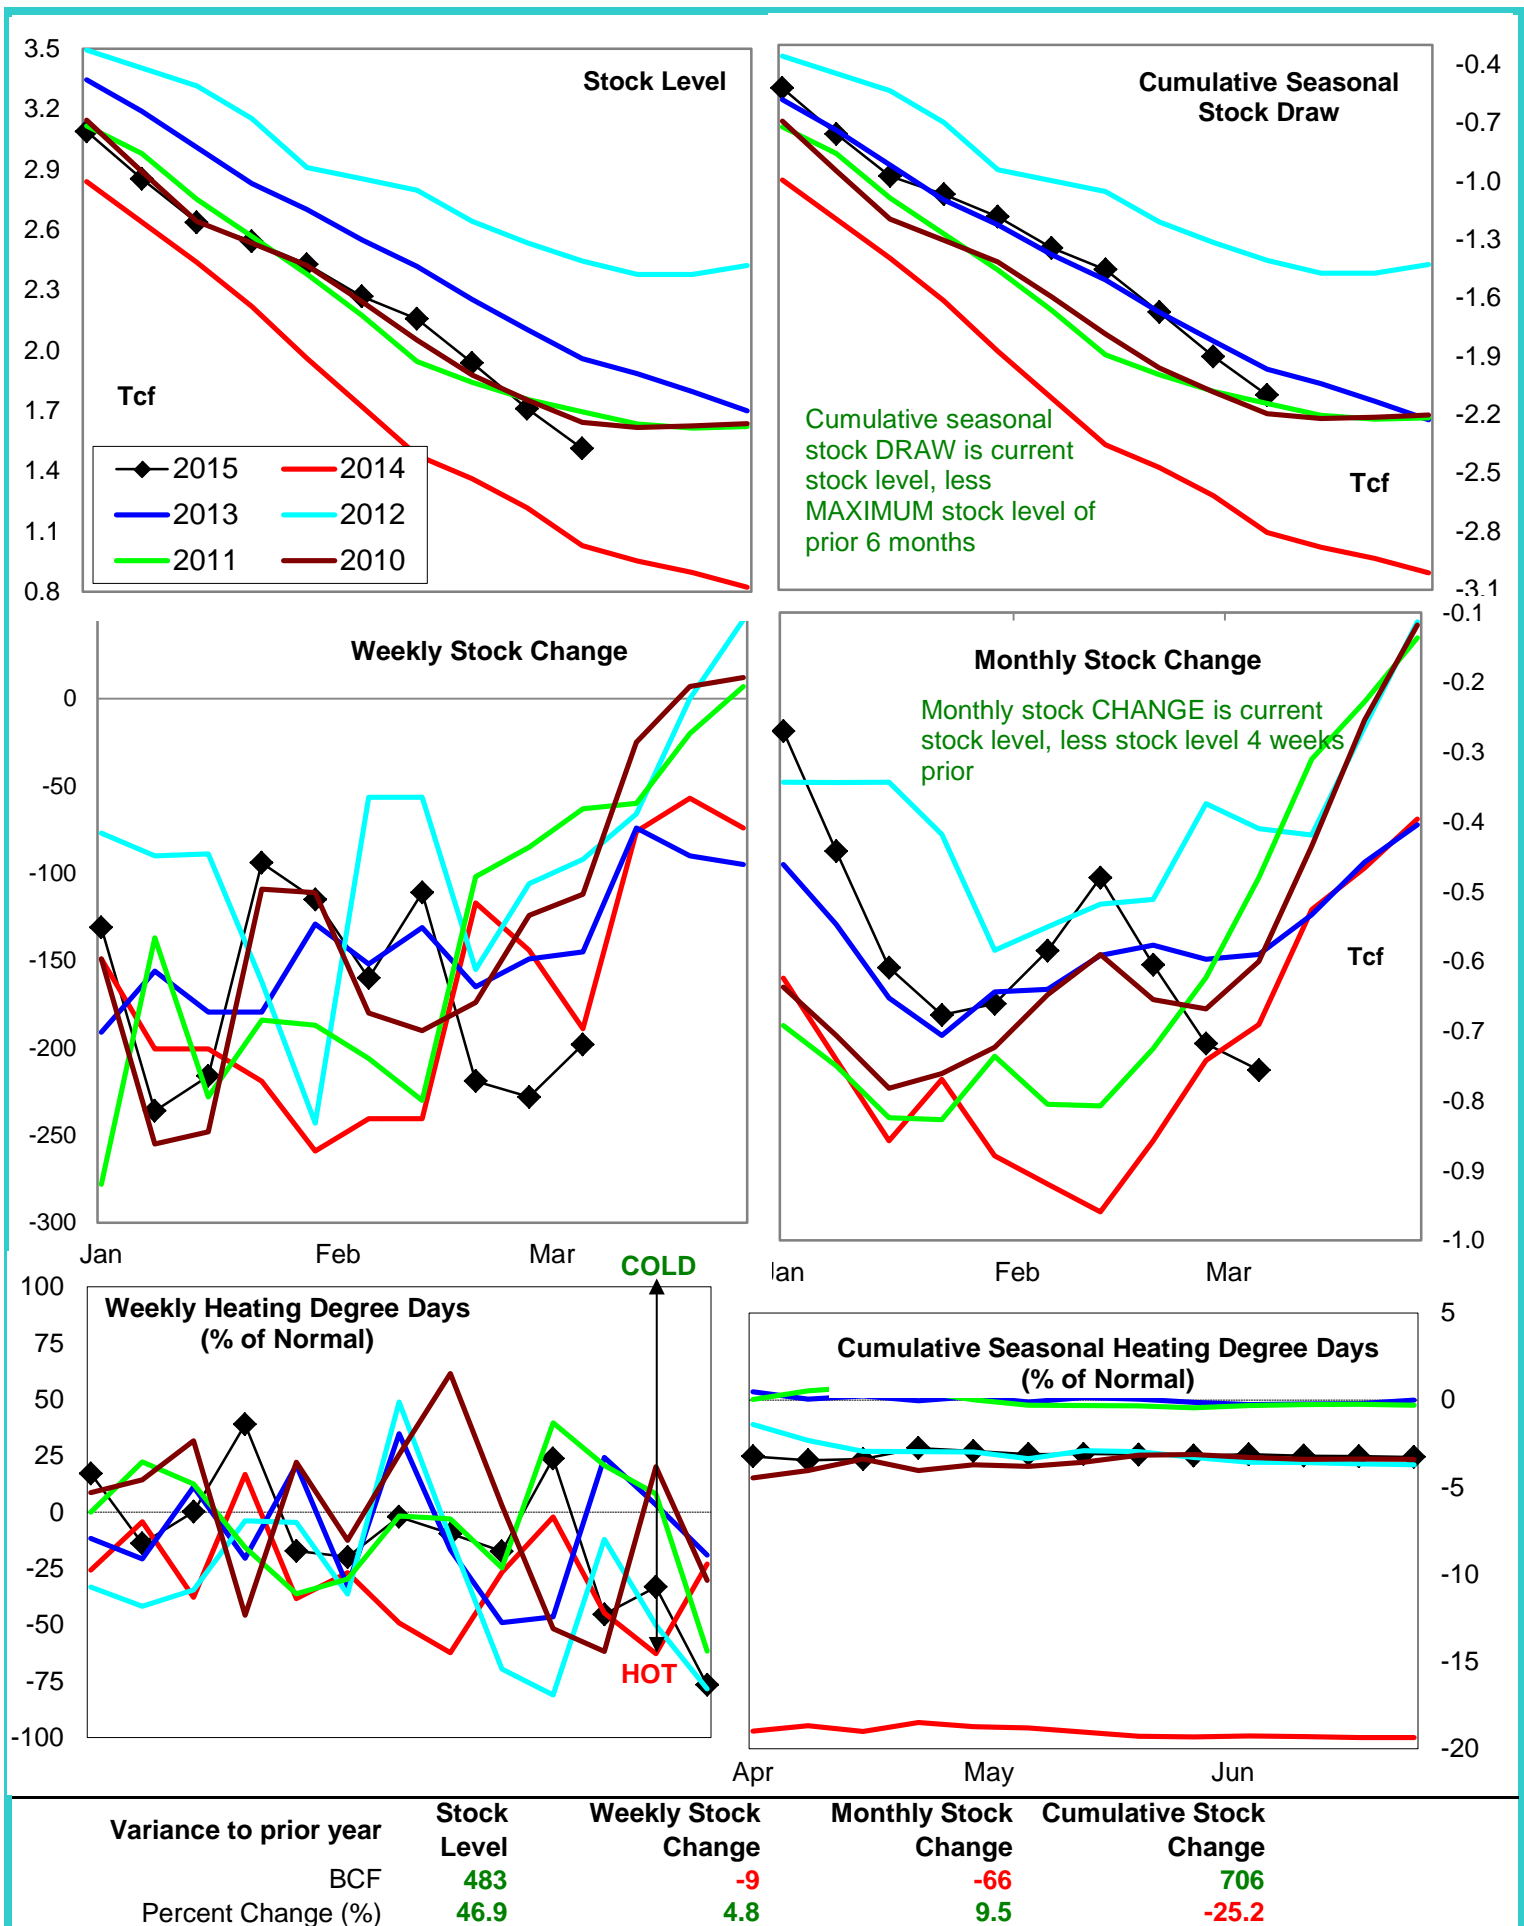 Stock Level
3.5
3.2
2.9
2.6
2.3
2.0
1.7
1.4
1.1
0.8
Tcf
2015
2014
2013
2012
2011
2010
Cumulative Seasonal
Stock Draw
-0.4
-0.7
-1.0
-1.3
-1.6
-1.9
-2.2
-2.5
-2.8
-3.1
Cumulative seasonal
stock DRAW is current
stock level, less
MAXIMUM stock level of
prior 6 months
Tcf
Weekly Stock Change
0
-50
-100
-150
-200
-250
-300
Jan
Feb
Mar
Monthly Stock Change
Monthly stock CHANGE is current
stock level, less stock level 4 weeks
prior
-0.1
-0.2
-0.3
-0.4
-0.5
-0.6
-0.7
-0.8
-0.9
-1.0
Tcf
Jan
Feb
Mar
COLD
Weekly Heating Degree Days
(% of Normal)
100
75
50
25
0
-25
-50
-75
-100
HOT
Cumulative Seasonal Heating Degree Days
(% of Normal)
5
0
-5
-10
-15
-20
Apr
May
Jun
Variance to prior year
Stock
Level
Weekly Stock
Change
Monthly Stock
Change
Cumulative Stock
Change
BCF 483 -9 -66 706
Percent Change (%) 46.9 4.8 9.5 -25.2